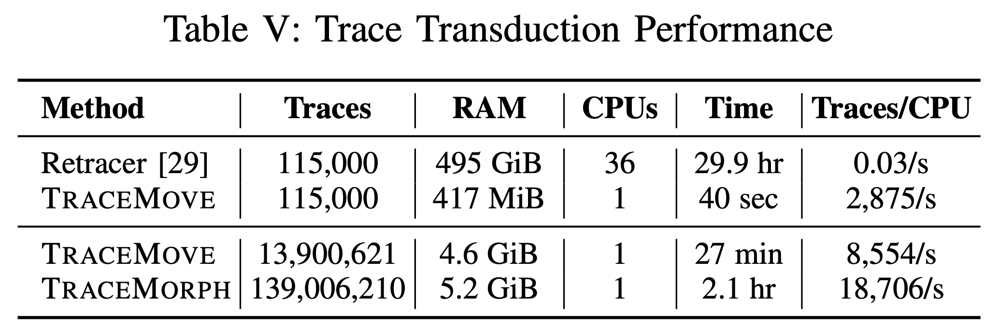 Table V: Trace Transduction Performance
Method Traces RAM CPUs Time Traces/CPU
Retracer [29] 115,000 495 GiB 36 29.9 hr 0.03/s
TRACEMOVE 115,000 417 MiB 1 40 sec 2,875/s
TRACEMOVE 13,900,621 4.6 GiB 1 27 min 8,554/s
TRACEMORPH 139,006,210 5.2 GiB 1 2.1 hr 18,706/s